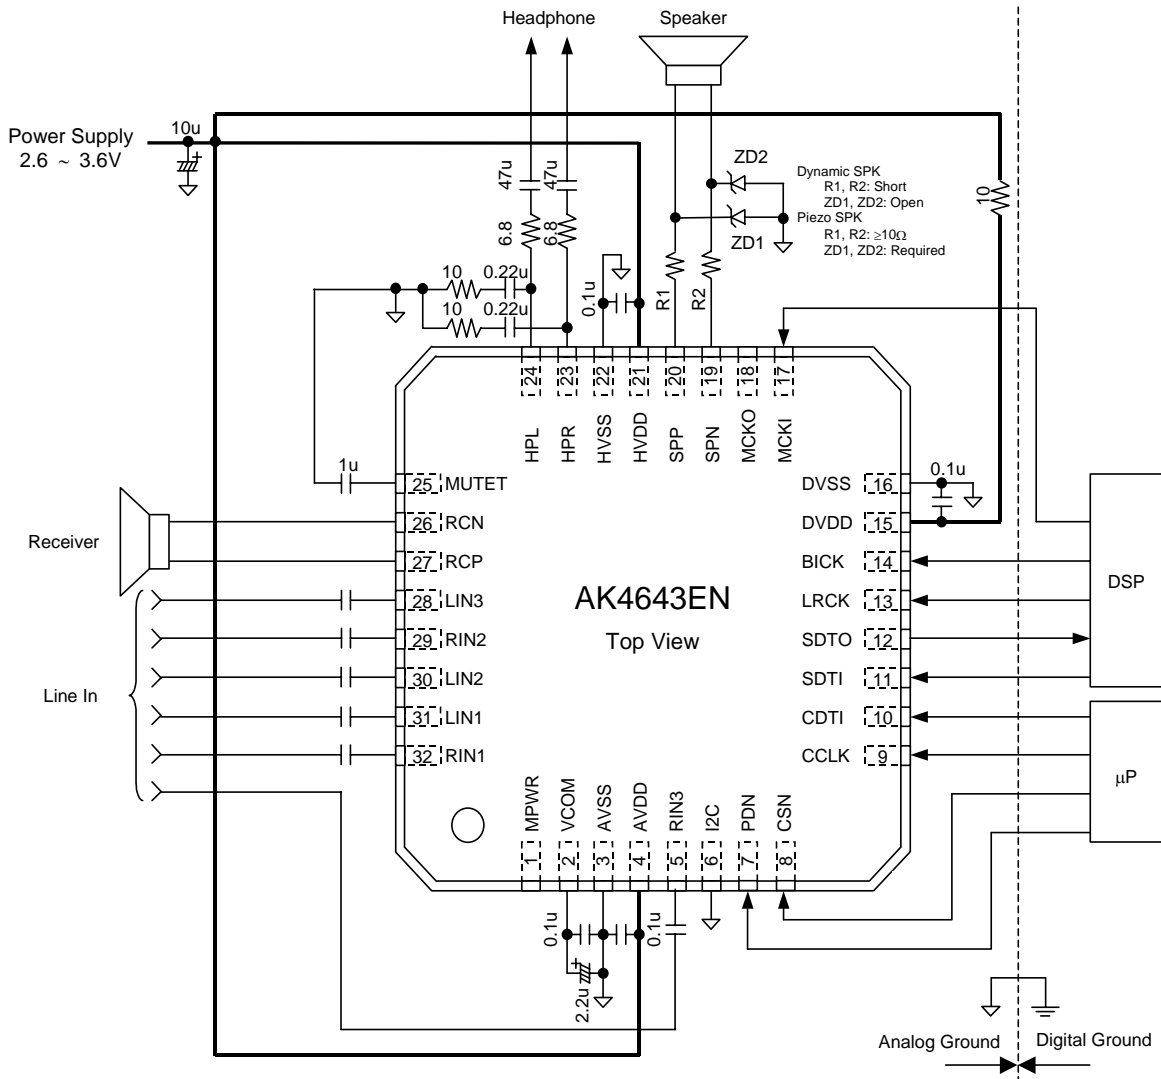 Headphone
Speaker
Power Supply
2.6 ~ 3.6V
10u
47u
47u
6.8
6.8
ZD2
ZD1
Dynamic SPK
R1, R2: Short
ZD1, ZD2: Open
Piezo SPK
R1, R2: ≥10Ω
ZD1, ZD2: Required
10
10
0.22u
10
0.22u
0.1u
R1
R2
24
23
22
21
20
19
18
17
HPL
HPR
HVSS
HVDD
SPP
SPN
MCKO
MCKI
1u
25 MUTET
26 RCN
27 RCP
28 LIN3
29 RIN2
30 LIN2
31 LIN1
32 RIN1
Receiver
Line In
AK4643EN
Top View
DVSS 16
DVDD 15
BICK 14
LRCK 13
SDTO 12
SDTI 11
CDTI 10
CCLK 9
0.1u
DSP
µP
MPWR
VCOM
AVSS
AVDD
RIN3
I2C
PDN
CSN
1
2
3
4
5
6
7
8
0.1u
0.1u
+
2.2u
+
Analog Ground
Digital Ground